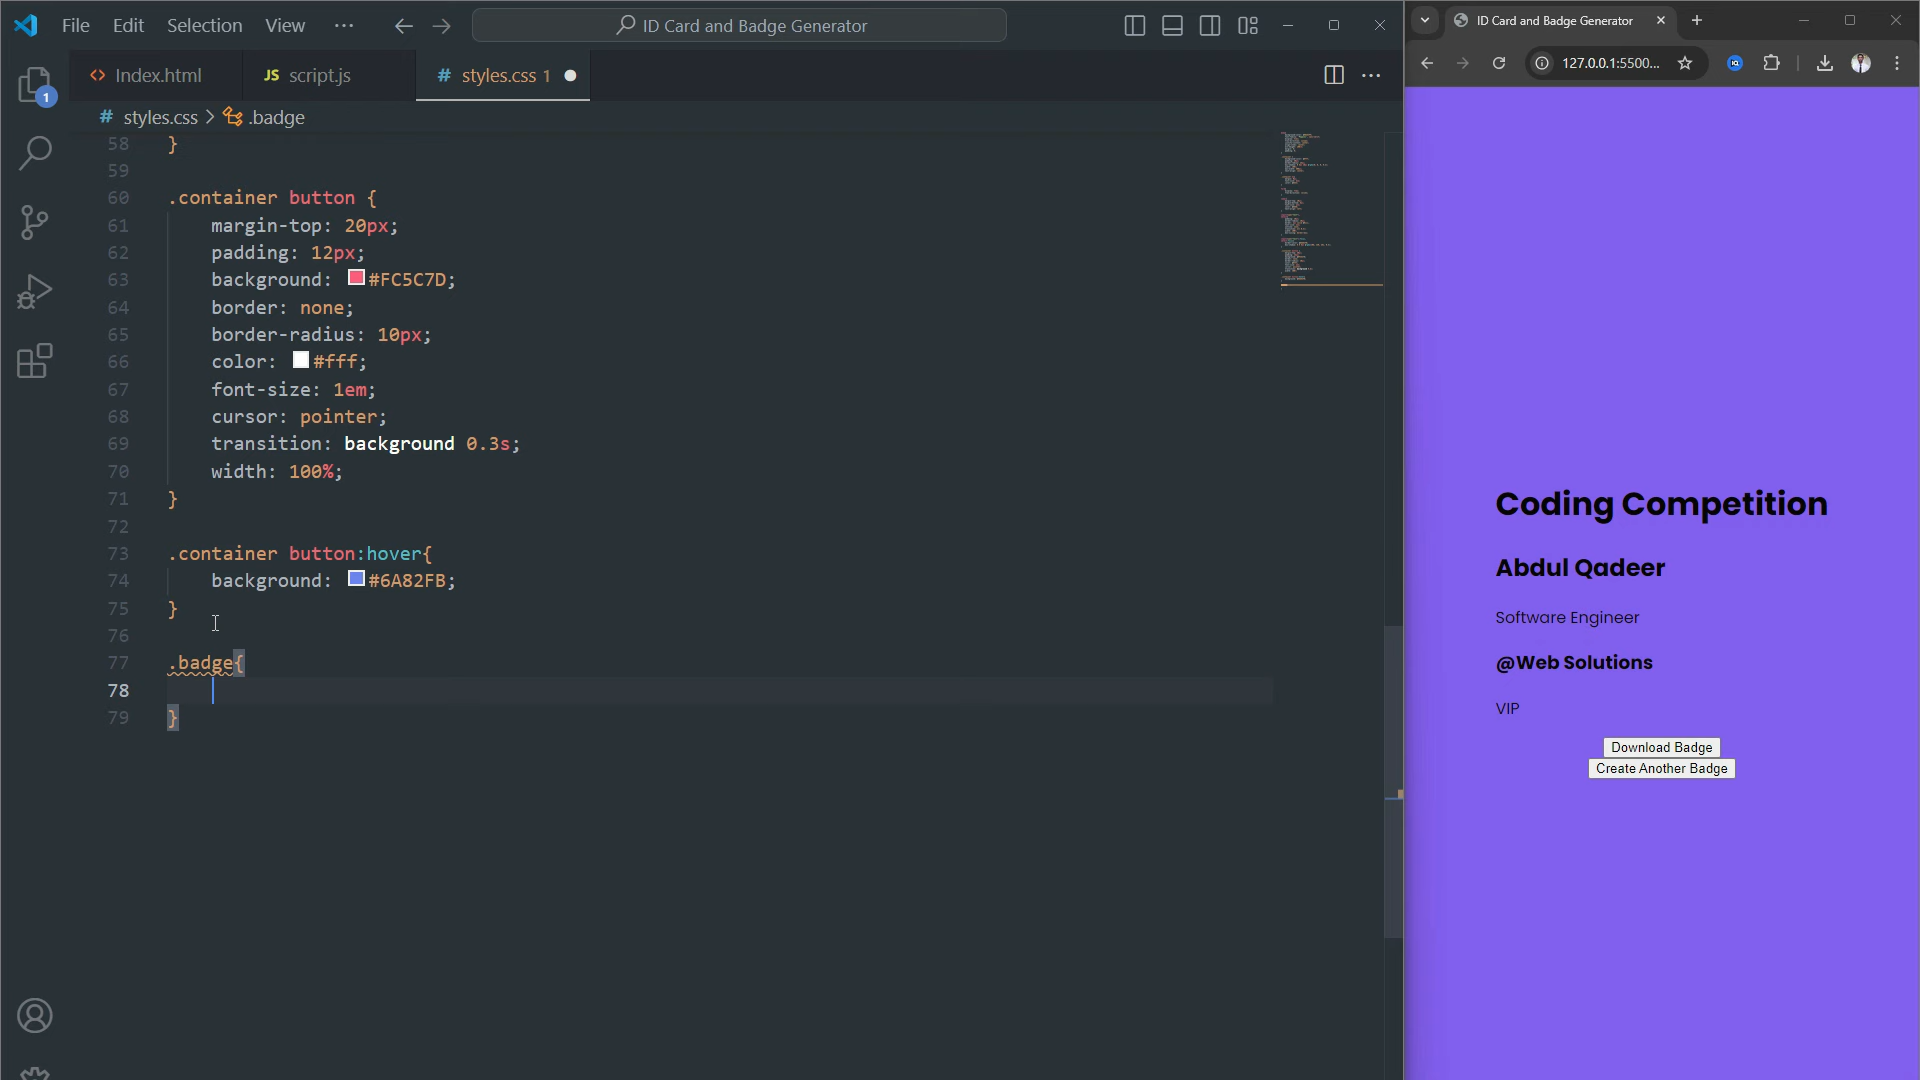 File Edit Selection View ··· ID Card and Badge Generator
Index.html JS script.js # styles.css 1
# styles.css > .badge
58 }
59
60 .container button {
61 margin-top: 20px;
62 padding: 12px;
63 background: #FC5C7D;
64 border: none;
65 border-radius: 10px;
66 color: #fff;
67 font-size: 1em;
68 cursor: pointer;
69 transition: background 0.3s;
70 width: 100%;
71 }
72
73 .container button:hover{
74 background: #6A82FB;
75 }
76
77 .badge{
78
79 }
1
ID Card and Badge Generator
127.0.0.1:5500...
Coding Competition
Abdul Qadeer
Software Engineer
@Web Solutions
VIP
Download Badge
Create Another Badge